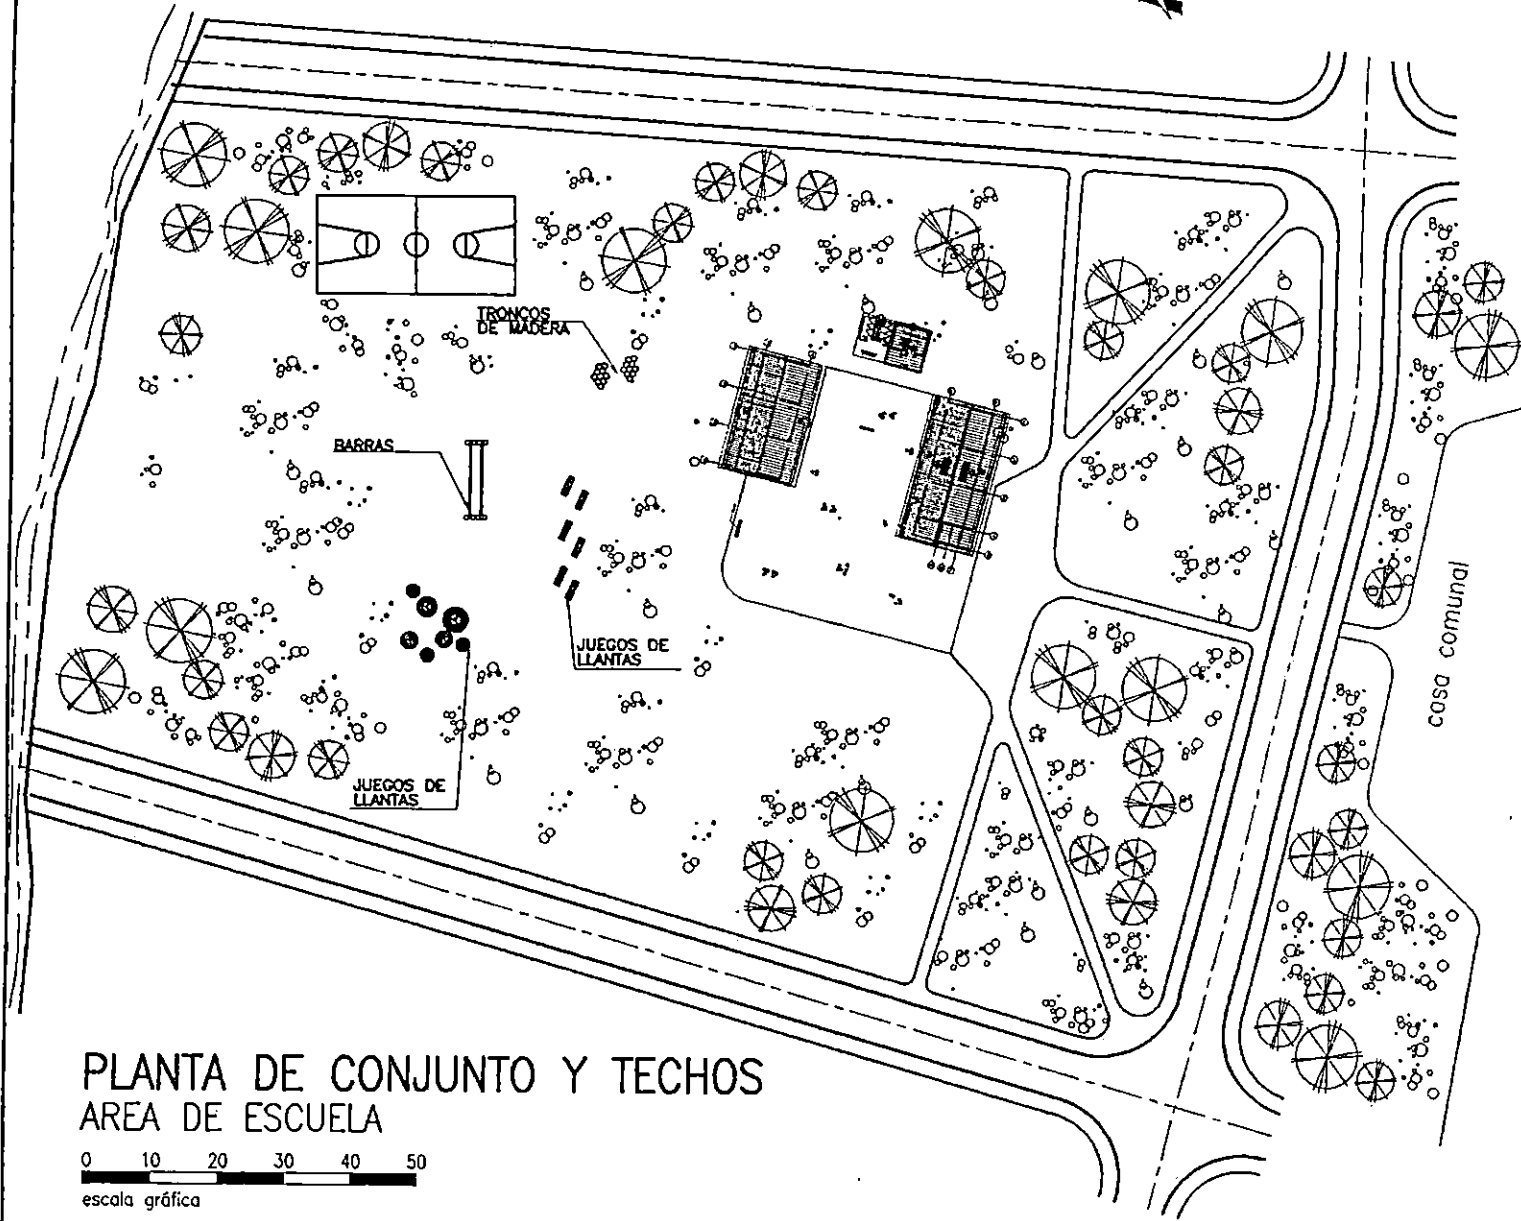 TRONCOS
DE MADERA
BARRAS
JUEGOS DE
LLANTAS
JUEGOS DE
LLANTAS
casa comunal
PLANTA DE CONJUNTO Y TECHOS
AREA DE ESCUELA
0 10 20 30 40 50
escala gráfica